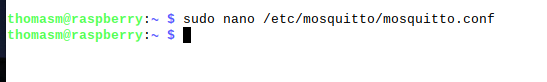 thomasm@raspberry:~ $ sudo nano /etc/mosquitto/mosquitto.conf
thomasm@raspberry:~ $